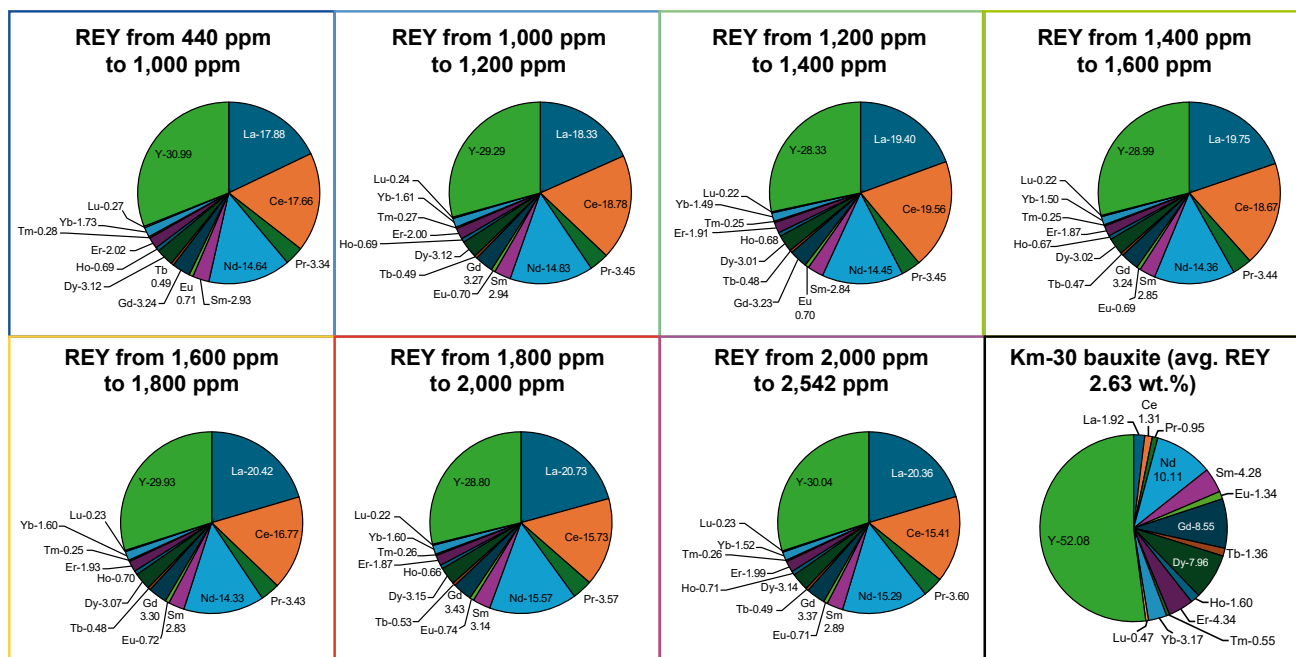 REY from 440 ppm
to 1,000 ppm
La-17.88
Ce-17.66
Pr-3.34
Nd-14.64
Sm-2.93
Eu
0.71
Gd-3.24
Tb
0.49
Dy-3.12
Ho-0.69
Er-2.02
Tm-0.28
Yb-1.73
Lu-0.27
Y-30.99
REY from 1,000 ppm
to 1,200 ppm
La-18.33
Ce-18.78
Pr-3.45
Nd-14.83
Sm
2.94
Eu-0.70
Gd
3.27
Tb-0.49
Dy-3.12
Ho-0.69
Er-2.00
Tm-0.27
Yb-1.61
Lu-0.24
Y-29.29
REY from 1,200 ppm
to 1,400 ppm
La-19.40
Ce-19.56
Pr-3.45
Nd-14.45
Sm-2.84
Eu
0.70
Gd-3.23
Tb-0.48
Dy-3.01
Ho-0.68
Er-1.91
Tm-0.25
Yb-1.49
Lu-0.22
Y-28.33
REY from 1,400 ppm
to 1,600 ppm
La-19.75
Ce-18.67
Pr-3.44
Nd-14.36
Sm
2.85
Eu-0.69
Gd
3.24
Tb-0.47
Dy-3.02
Ho-0.67
Er-1.87
Tm-0.25
Yb-1.50
Lu-0.22
Y-28.99
REY from 1,600 ppm
to 1,800 ppm
La-20.42
Ce-16.77
Pr-3.43
Nd-14.33
Sm
2.83
Eu-0.72
Gd
3.30
Tb-0.48
Dy-3.07
Ho-0.70
Er-1.93
Tm-0.25
Yb-1.60
Lu-0.23
Y-29.93
REY from 1,800 ppm
to 2,000 ppm
La-20.73
Ce-15.73
Pr-3.57
Nd-15.57
Sm
3.14
Eu-0.74
Gd
3.43
Tb-0.53
Dy-3.15
Ho-0.66
Er-1.87
Tm-0.26
Yb-1.60
Lu-0.22
Y-28.80
REY from 2,000 ppm
to 2,542 ppm
La-20.36
Ce-15.41
Pr-3.60
Nd-15.29
Sm
2.89
Eu-0.71
Gd
3.37
Tb-0.49
Dy-3.14
Ho-0.71
Er-1.99
Tm-0.26
Yb-1.52
Lu-0.23
Y-30.04
Km-30 bauxite (avg. REY
2.63 wt.%)
La-1.92
Ce
1.31
Pr-0.95
Nd
10.11
Sm-4.28
Eu-1.34
Gd-8.55
Tb-1.36
Dy-7.96
Ho-1.60
Er-4.34
Tm-0.55
Yb-3.17
Lu-0.47
Y-52.08